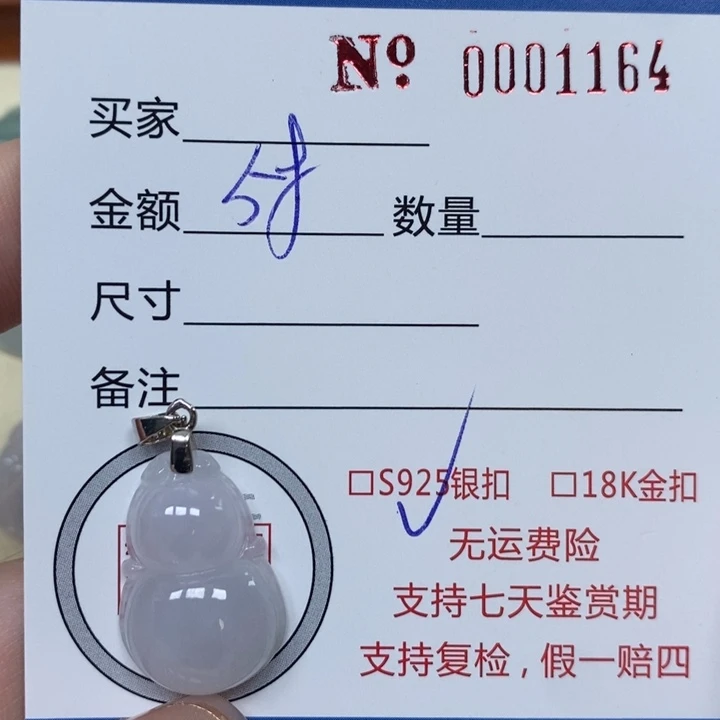 No 0001164
买家
金额 数量
尺寸
备注
□S925银扣 □18K金扣
无运费险
支持七天鉴赏期
支持复检，假一赔四